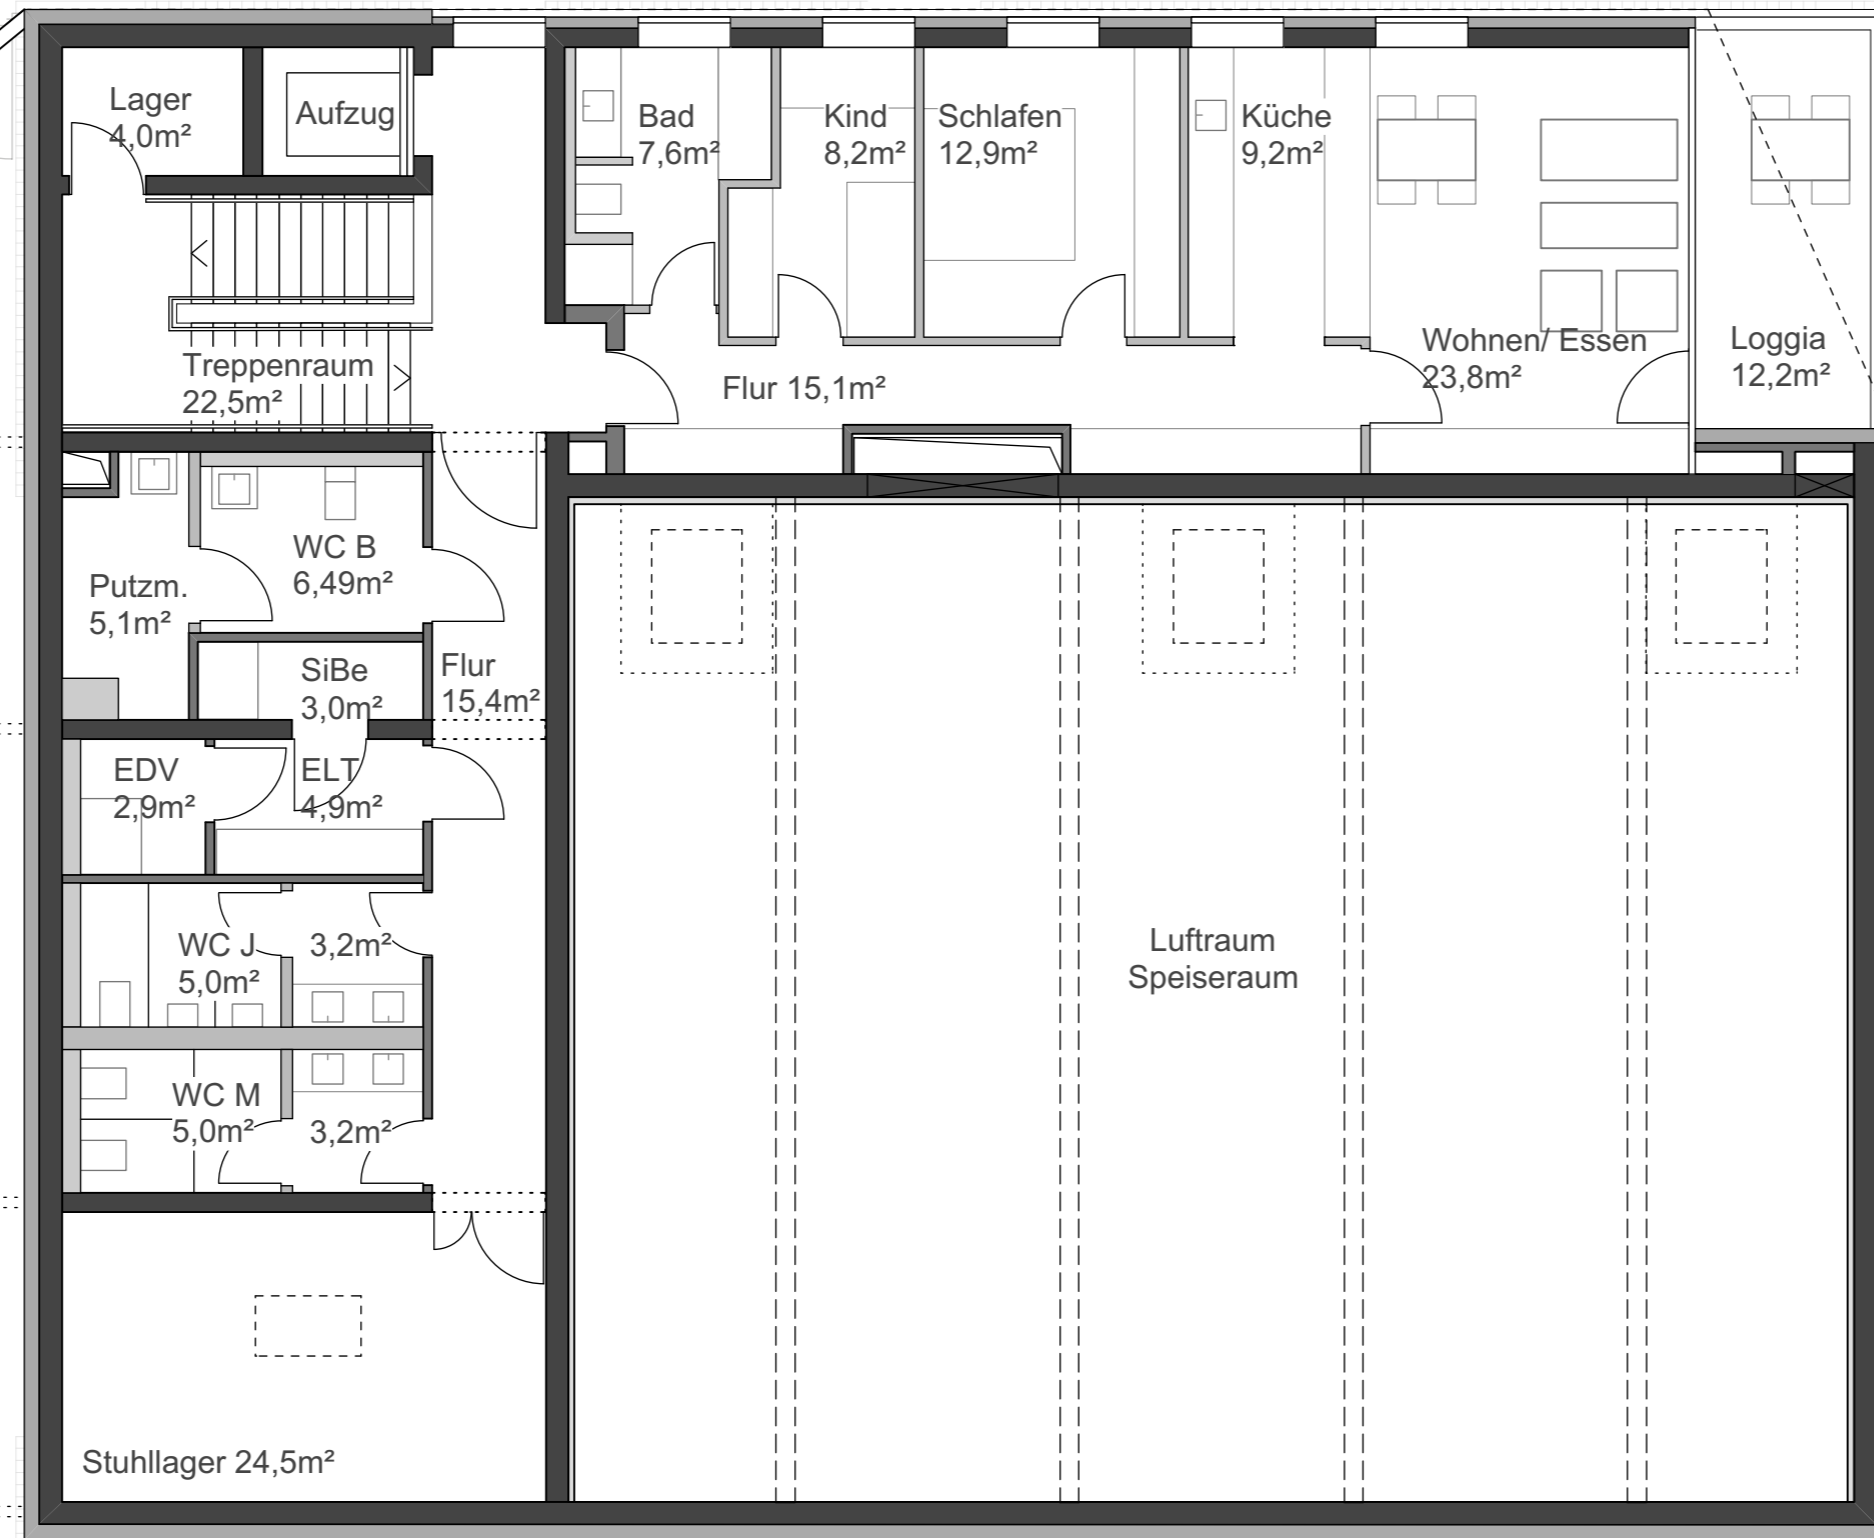 Lager
4,0m²
Aufzug
Bad
7,6m²
Kind
8,2m²
Schlafen
12,9m²
Küche
9,2m²
Wohnen/ Essen
23,8m²
Loggia
12,2m²
Treppenraum
22,5m²
Flur 15,1m²
WC B
6,49m²
Putzm.
5,1m²
SiBe
3,0m²
Flur
15,4m²
EDV
2,9m²
ELT
4,9m²
WC J
5,0m²
3,2m²
WC M
5,0m²
3,2m²
Luftraum
Speiseraum
Stuhllager 24,5m²